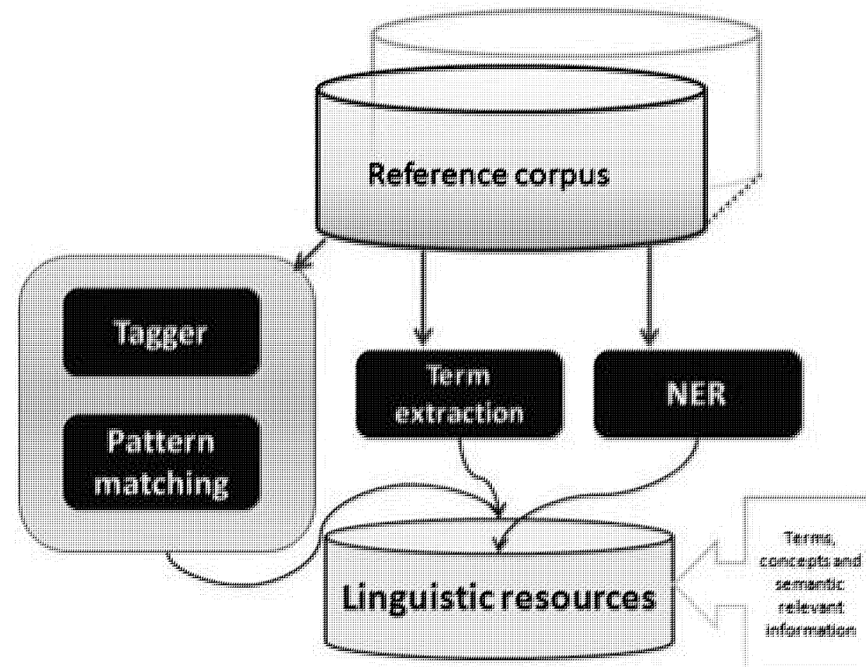 Reference corpus
Tagger
Pattern
matching
Term
extraction
NER
Linguistic resources
Terms,
concepts and
semantic
relevant
information